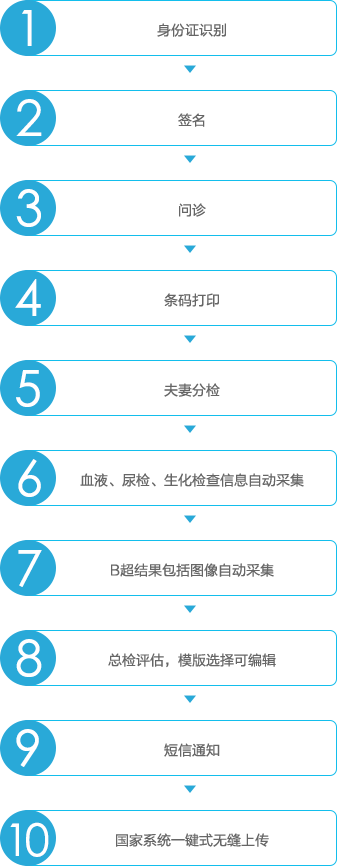 1
身份证识别
2
签名
3
问诊
4
条码打印
5
夫妻分检
6
血液、尿检、生化检查信息自动采集
7
B超结果包括图像自动采集
8
总检评估，模版选择可编辑
9
短信通知
10
国家系统一键式无缝上传